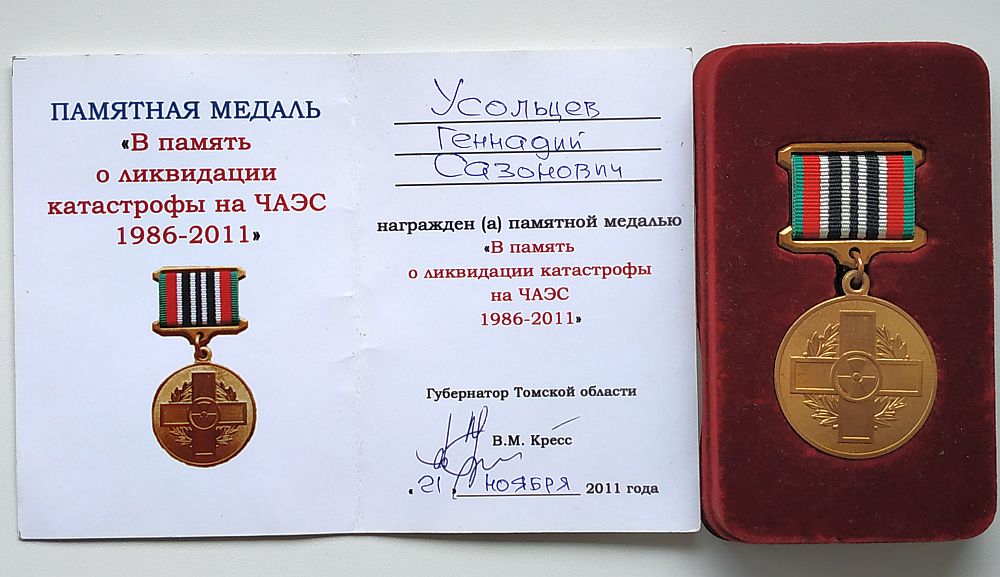 ПАМЯТНАЯ МЕДАЛЬ
«В память
о ликвидации
катастрофы на ЧАЭС
1986-2011»
Усольцев
Геннадий
Сазонович
награжден (а) памятной медалью
«В память
о ликвидации катастрофы
на ЧАЭС
1986-2011»
Губернатор Томской области
В.М. Кресс
«21» НОЯБРЯ 2011 года